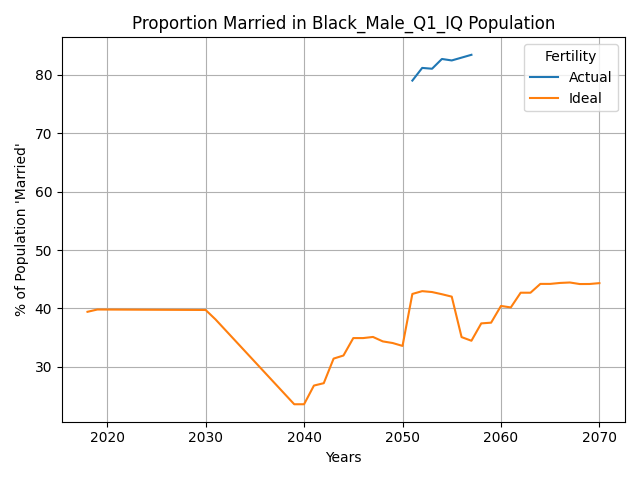 Proportion Married in Black_Male_Q1_IQ Population
Fertility
Actual
Ideal
% of Population 'Married'
80
70
60
50
40
30
2020
2030
2040
2050
2060
2070
Years